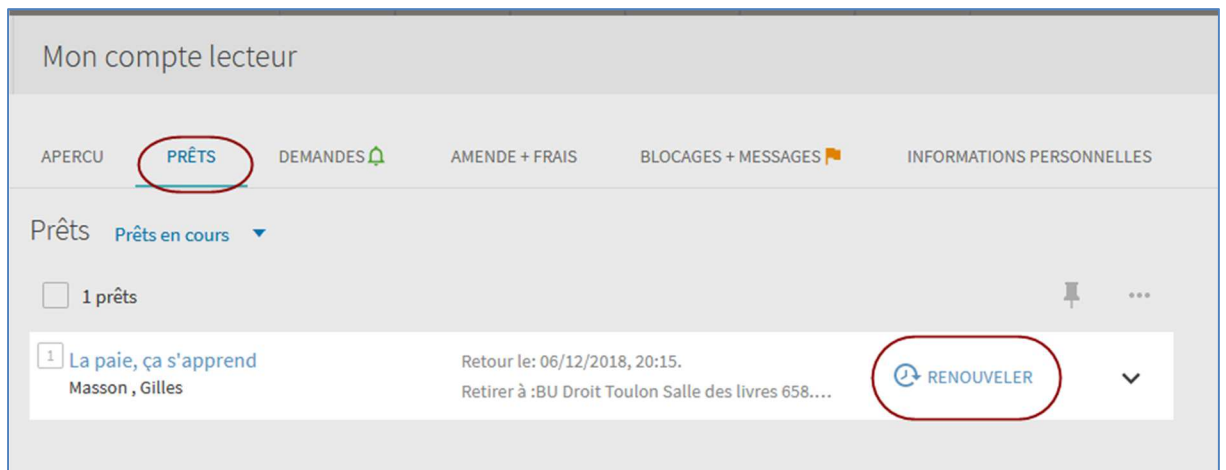 Mon compte lecteur
APERCU PRÊTS DEMANDES AMENDE + FRAIS BLOCAGES + MESSAGES INFORMATIONS PERSONNELLES
Prêts Prêts en cours
1 prêts
1 La paie, ça s'apprend Retour le: 06/12/2018, 20:15. RENOUVELER
Masson , Gilles Retirer à :BU Droit Toulon Salle des livres 658....